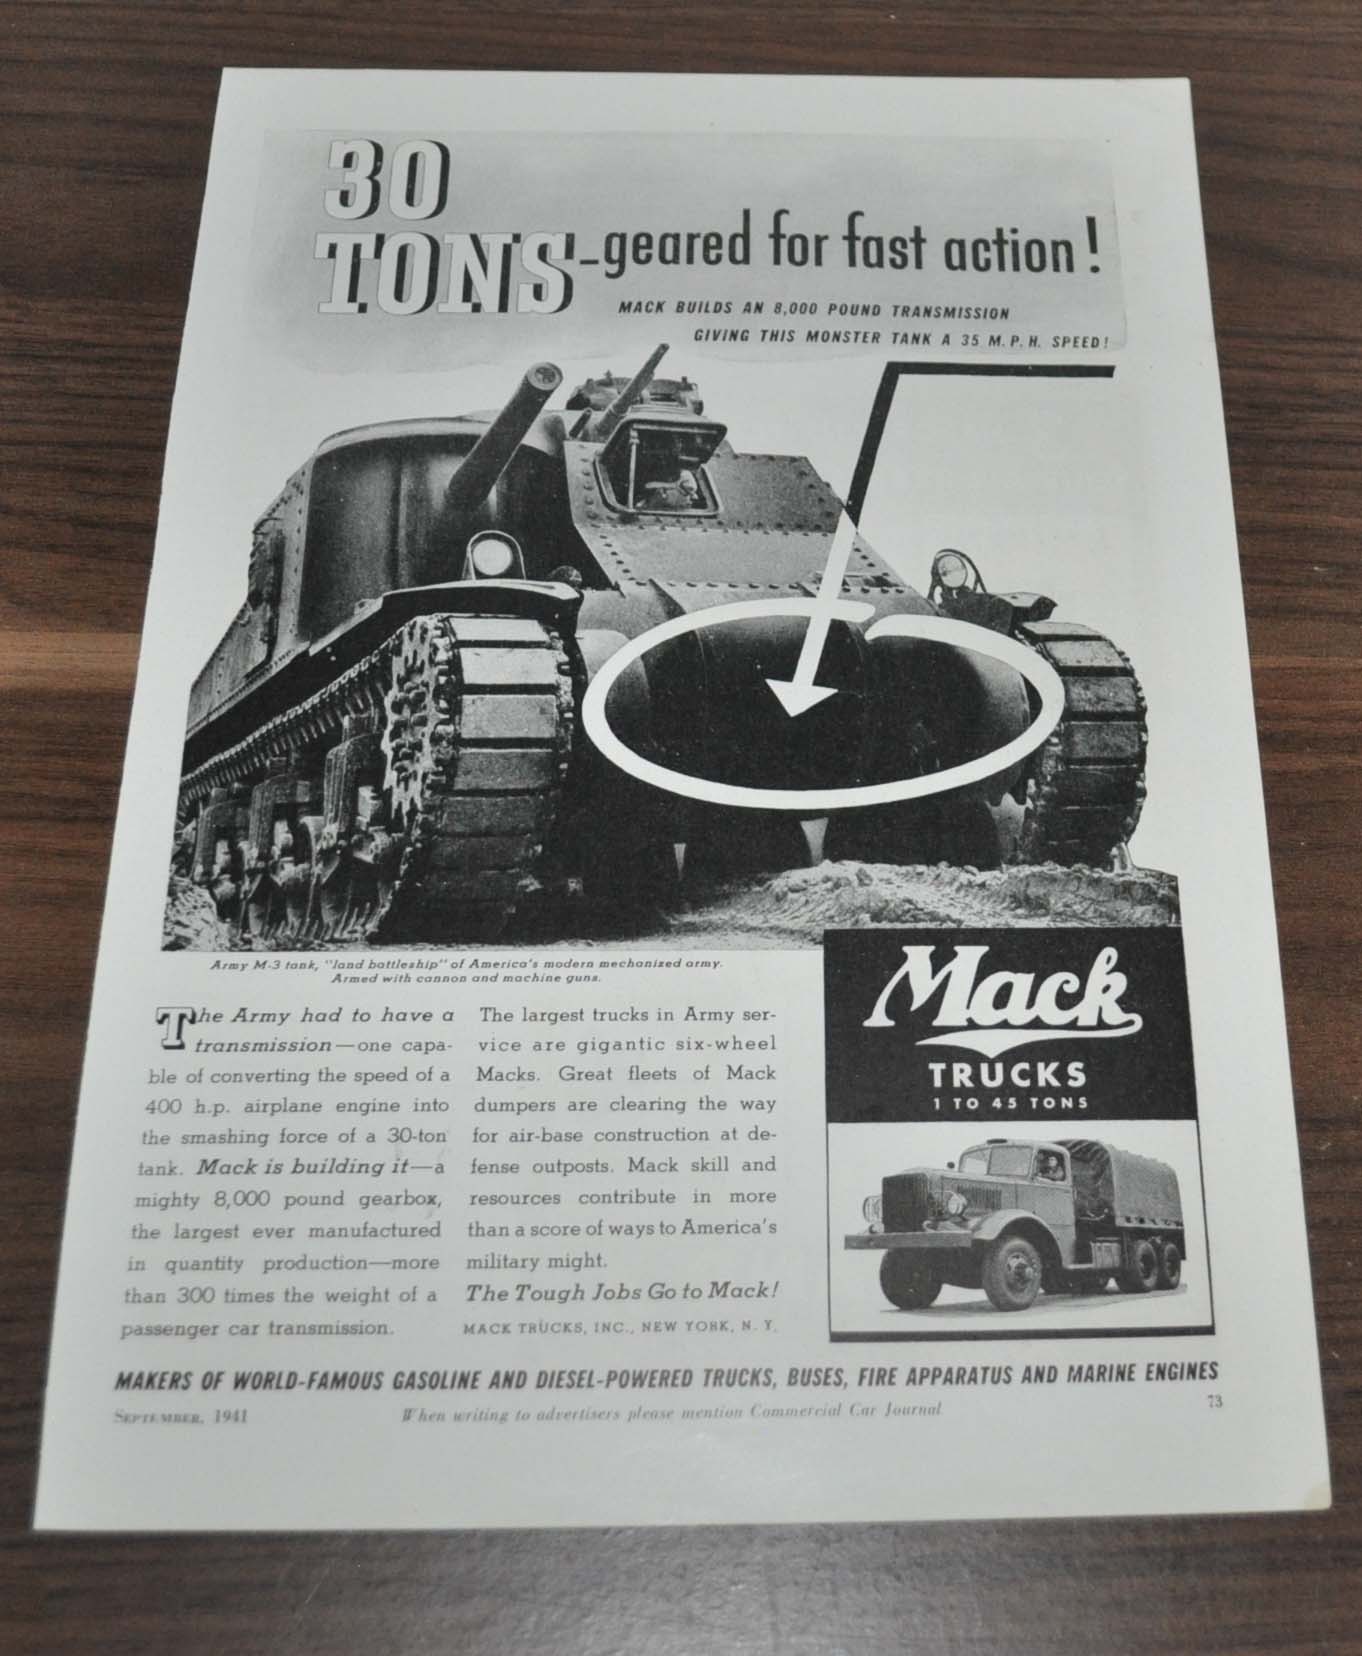 30
TONS-geared for fast action!
MACK BUILDS AN 8,000 POUND TRANSMISSION
GIVING THIS MONSTER TANK A 35 M.P.H. SPEED!
Army M-3 tank, "land battleship" of America's modern mechanized army.
Armed with cannon and machine guns.
The Army had to have a
transmission—one capa-
ble of converting the speed of a
400 h.p. airplane engine into
the smashing force of a 30-ton
tank. Mack is building it—a
mighty 8,000 pound gearbox,
the largest ever manufactured
in quantity production—more
than 300 times the weight of a
passenger car transmission.
The largest trucks in Army ser-
vice are gigantic six-wheel
Macks. Great fleets of Mack
dumpers are clearing the way
for air-base construction at de-
fense outposts. Mack skill and
resources contribute in more
than a score of ways to America's
military might.
The Tough Jobs Go to Mack!
MACK TRUCKS, INC., NEW YORK, N. Y.
Mack
TRUCKS
1 TO 45 TONS
MAKERS OF WORLD-FAMOUS GASOLINE AND DIESEL-POWERED TRUCKS, BUSES, FIRE APPARATUS AND MARINE ENGINES
SEPTEMBER, 1941
When writing to advertisers please mention Commercial Car Journal
73